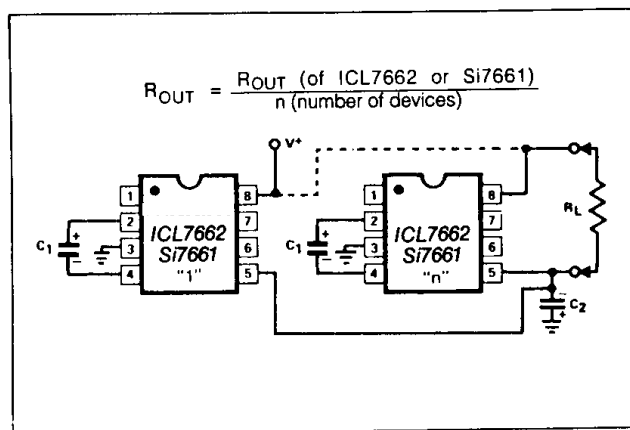 ROUT = ROUT (of ICL7662 or Si7661)
n (number of devices)
V+
1 8
2 7
3 6
4 5
C1
+
−
ICL7662
Si7661
"1"
1 8
2 7
3 6
4 5
C1
+
−
ICL7662
Si7661
"n"
RL
−
C2
+